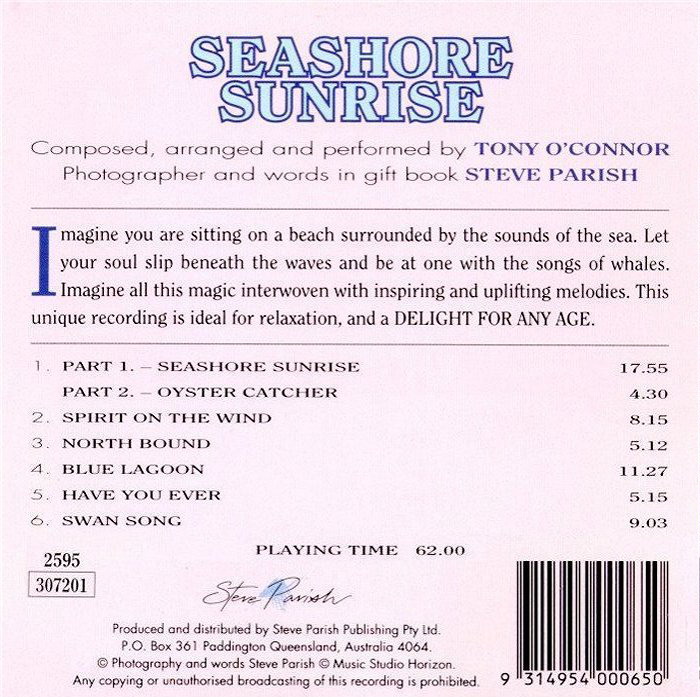 SEASHORE
SUNRISE
Composed, arranged and performed by TONY O'CONNOR
Photographer and words in gift book STEVE PARISH
Imagine you are sitting on a beach surrounded by the sounds of the sea. Let
your soul slip beneath the waves and be at one with the songs of whales.
Imagine all this magic interwoven with inspiring and uplifting melodies. This
unique recording is ideal for relaxation, and a DELIGHT FOR ANY AGE.
1. PART 1. – SEASHORE SUNRISE 17.55
PART 2. – OYSTER CATCHER 4.30
2. SPIRIT ON THE WIND 8.15
3. NORTH BOUND 5.12
4. BLUE LAGOON 11.27
5. HAVE YOU EVER 5.15
6. SWAN SONG 9.03
PLAYING TIME 62.00
2595
307201
Steve Parish
Produced and distributed by Steve Parish Publishing Pty Ltd.
P.O. Box 361 Paddington Queensland, Australia 4064.
© Photography and words Steve Parish © Music Studio Horizon.
Any copying or unauthorised broadcasting of this recording is prohibited.
9 314954 000650